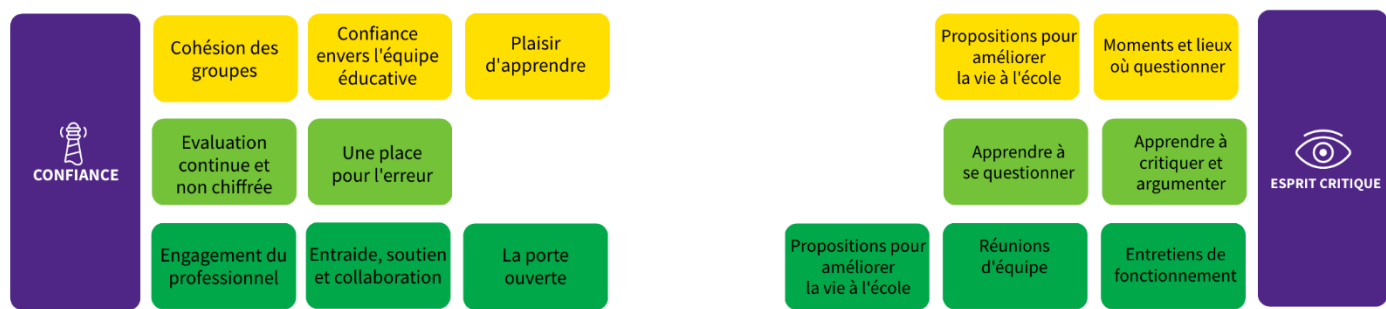 CONFIANCE
Cohésion des
groupes
Confiance
envers l'équipe
éducative
Plaisir
d'apprendre
Evaluation
continue et
non chiffrée
Une place
pour l'erreur
Engagement du
professionnel
Entraide, soutien
et collaboration
La porte
ouverte
Propositions pour
améliorer
la vie à l'école
Moments et lieux
où questionner
Apprendre à
se questionner
Apprendre à
critiquer et
argumenter
Propositions pour
améliorer
la vie à l'école
Réunions
d'équipe
Entretiens de
fonctionnement
ESPRIT CRITIQUE